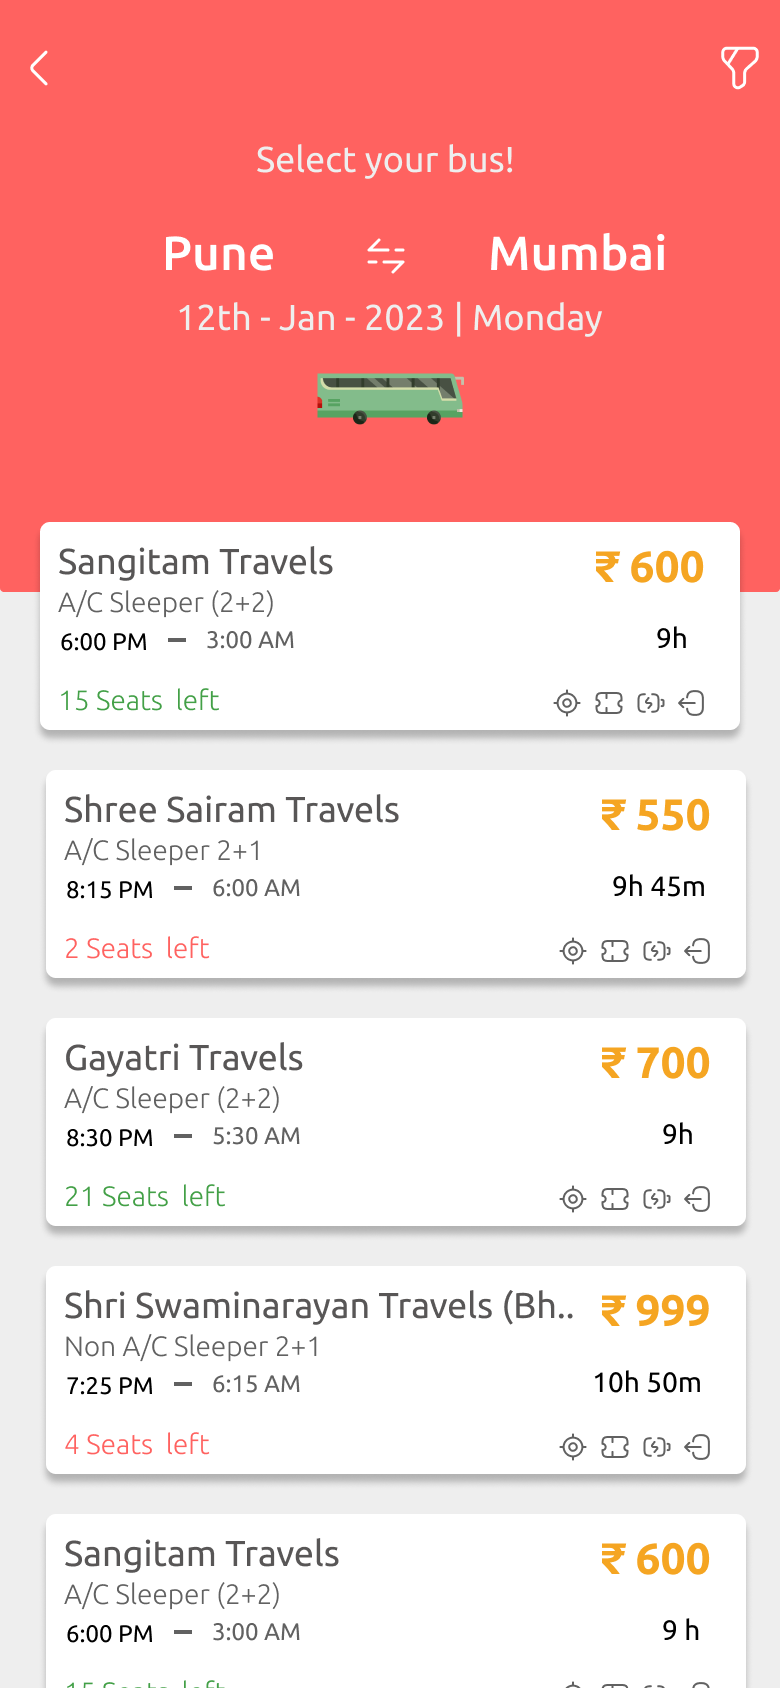 Select your bus!
Pune Mumbai
12th - Jan - 2023 | Monday
Sangitam Travels ₹ 600
A/C Sleeper (2+2)
6:00 PM — 3:00 AM 9h
15 Seats left
Shree Sairam Travels ₹ 550
A/C Sleeper 2+1
8:15 PM — 6:00 AM 9h 45m
2 Seats left
Gayatri Travels ₹ 700
A/C Sleeper (2+2)
8:30 PM — 5:30 AM 9h
21 Seats left
Shri Swaminarayan Travels (Bh.. ₹ 999
Non A/C Sleeper 2+1
7:25 PM — 6:15 AM 10h 50m
4 Seats left
Sangitam Travels ₹ 600
A/C Sleeper (2+2)
6:00 PM — 3:00 AM 9 h
15 Seats left